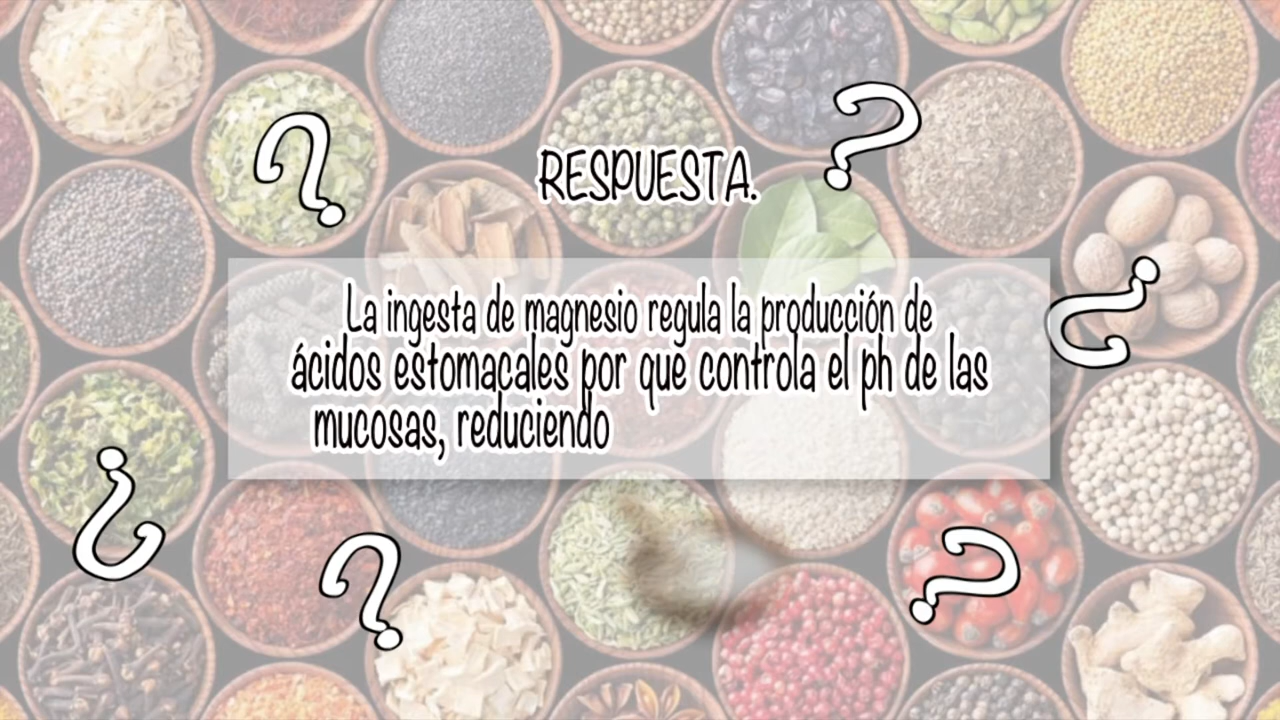 RESPUESTA.
La ingesta de magnesio regula la producción de
ácidos estomacales por que controla el ph de las
mucosas, reduciendo